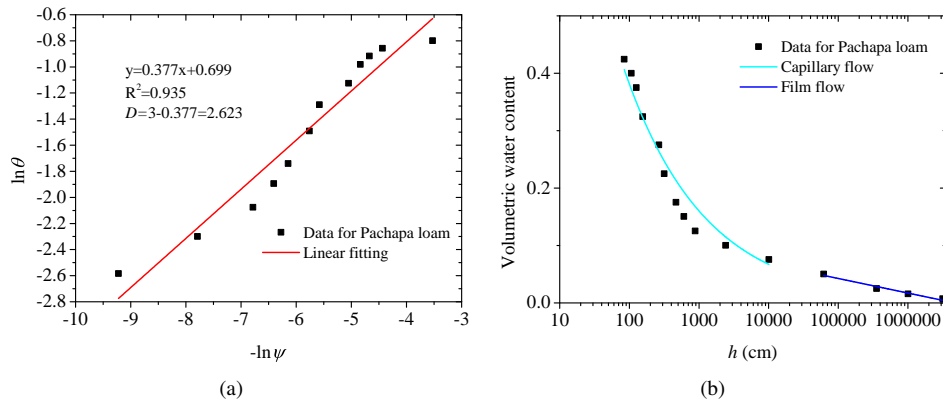 (a)
-0.6
-0.8
-1.0
-1.2
-1.4
-1.6
-1.8
-2.0
-2.2
-2.4
-2.6
-2.8
lnθ
y=0.377x+0.699
R²=0.935
D=3-0.377=2.623
Data for Pachapa loam
Linear fitting
-10 -9 -8 -7 -6 -5 -4 -3
-lnψ
(a)
(b)
Data for Pachapa loam
Capillary flow
Film flow
0.4
0.2
0.0
Volumetric water content
10 100 1000 10000 100000 1000000
h (cm)
(b)